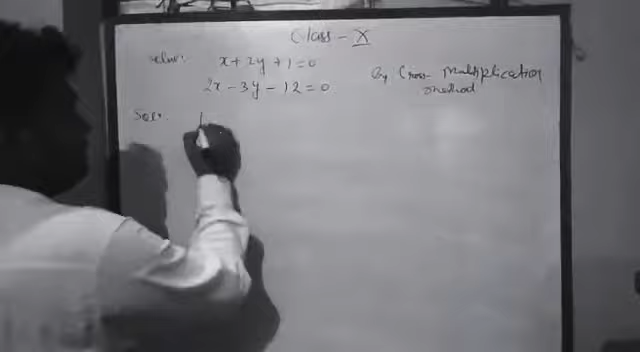 Class - X
Solve: x + 2y + 1 = 0
2x - 3y - 12 = 0
By Cross- Multiplication
method
Sol: